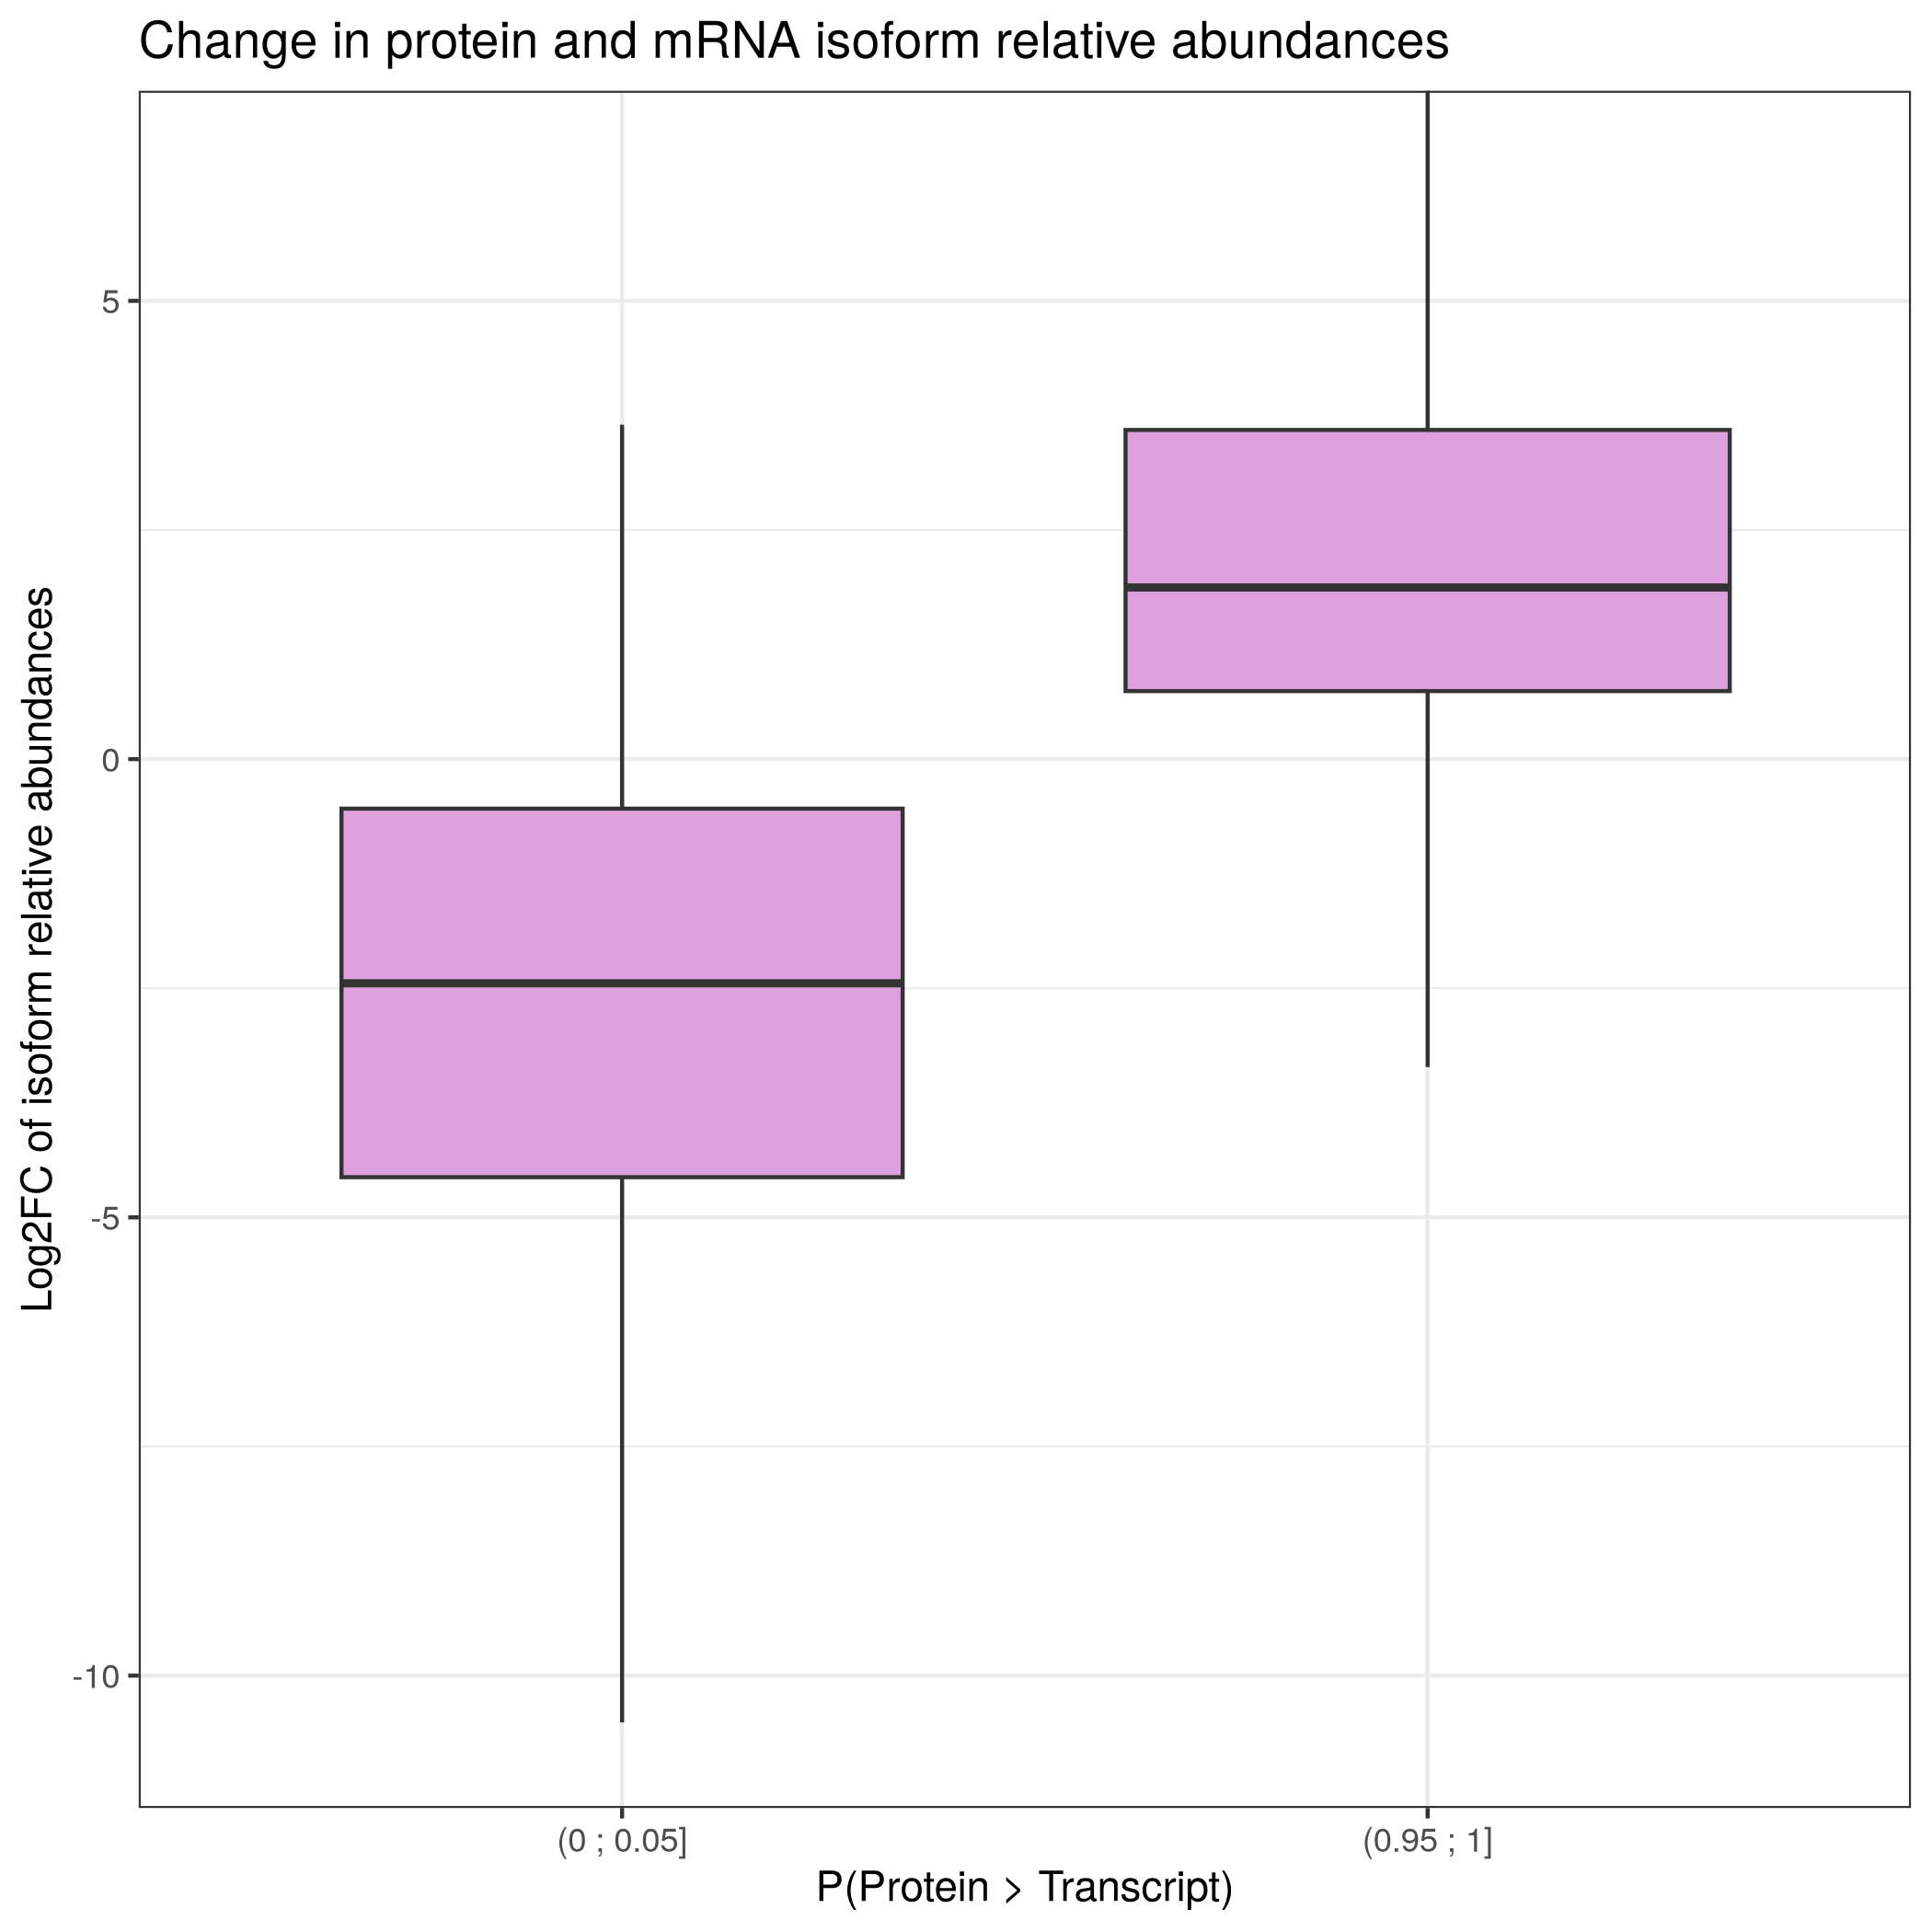 Change in protein and mRNA isoform relative abundances
Log2FC of isoform relative abundances
5
0
-5
-10
(0 ; 0.05]
(0.95 ; 1]
P(Protein > Transcript)